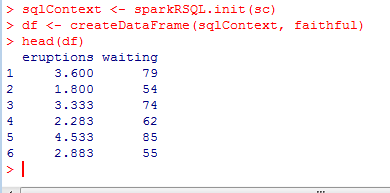 > sqlContext <- sparkRSQL.init(sc)
> df <- createDataFrame(sqlContext, faithful)
> head(df)
  eruptions waiting
1     3.600      79
2     1.800      54
3     3.333      74
4     2.283      62
5     4.533      85
6     2.883      55
>